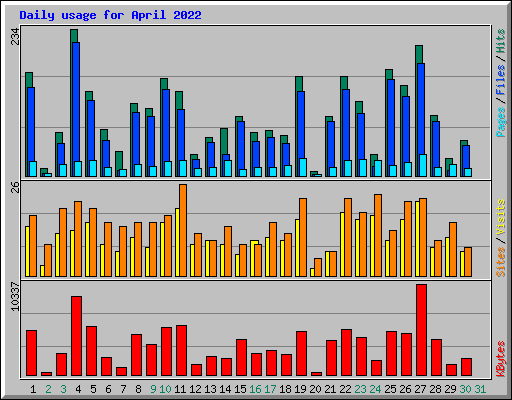 Daily usage for April 2022
234
Pages / Files / Hits
26
Sites / Visits
10337
KBytes
1 2 3 4 5 6 7 8 9 10 11 12 13 14 15 16 17 18 19 20 21 22 23 24 25 26 27 28 29 30 31